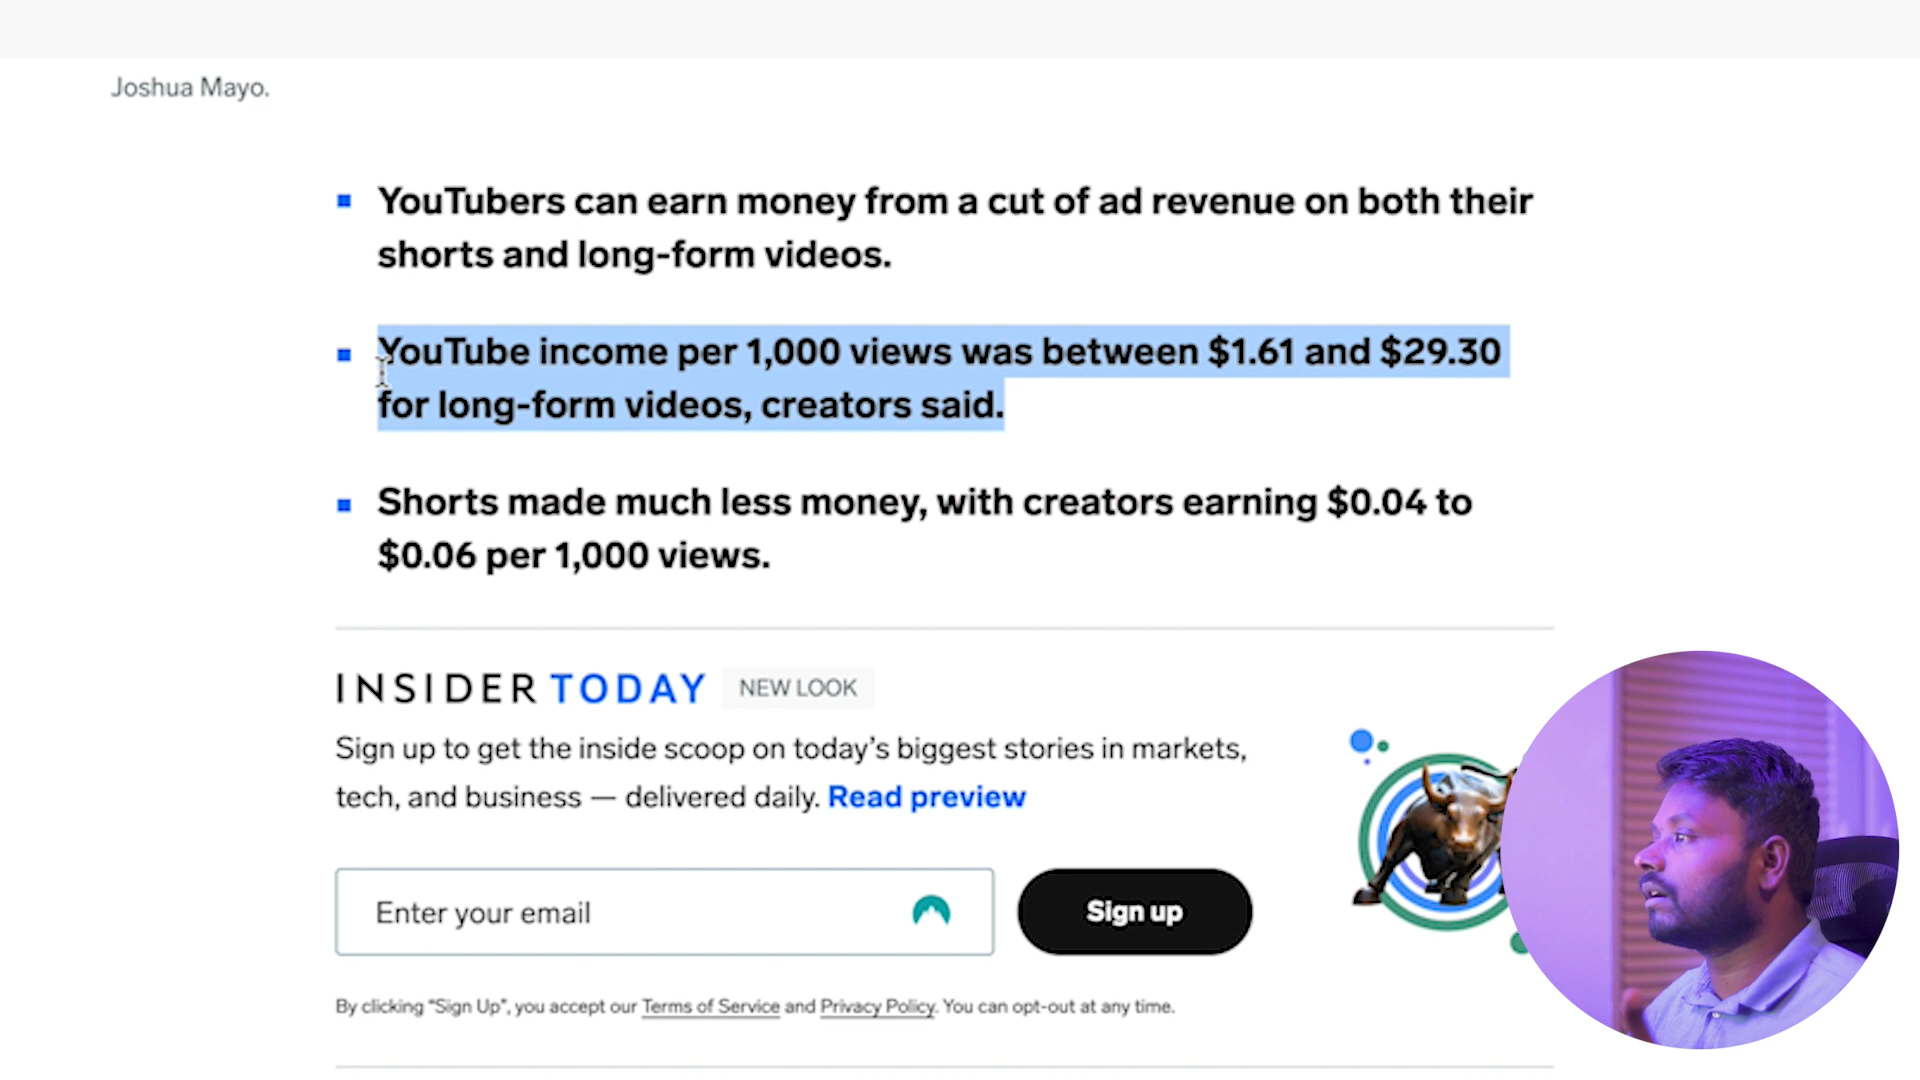 Joshua Mayo.
YouTubers can earn money from a cut of ad revenue on both their
shorts and long-form videos.
YouTube income per 1,000 views was between $1.61 and $29.30
for long-form videos, creators said.
Shorts made much less money, with creators earning $0.04 to
$0.06 per 1,000 views.
INSIDER TODAY NEW LOOK
Sign up to get the inside scoop on today’s biggest stories in markets,
tech, and business — delivered daily. Read preview
Enter your email
Sign up
By clicking “Sign Up”, you accept our Terms of Service and Privacy Policy. You can opt-out at any time.